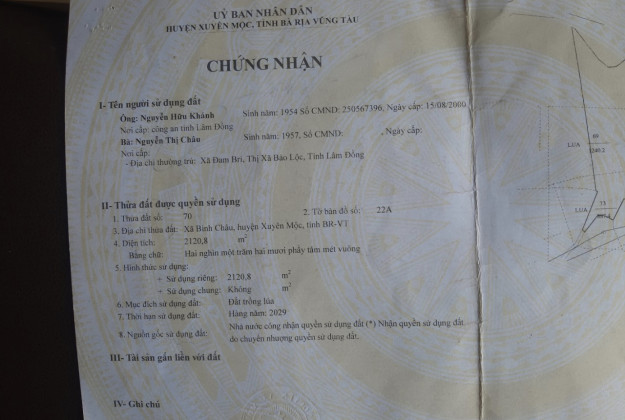 UỶ BAN NHÂN DÂN
HUYỆN XUYÊN MỘC, TỈNH BÀ RỊA VŨNG TÀU
CHỨNG NHẬN
I- Tên người sử dụng đất
Ông: Nguyễn Hữu Khánh Sinh năm: 1954 Số CMND: 250567396, Ngày cấp: 15/08/2000
Nơi cấp: công an tỉnh Lâm Đồng
Bà: Nguyễn Thị Châu Sinh năm: 1957, Số CMND: , Ngày cấp:
Nơi cấp:
- Địa chỉ thường trú: Xã Đam Bri, Thị Xã Bảo Lộc, Tỉnh Lâm Đồng
II- Thửa đất được quyền sử dụng
1. Thửa đất số: 70 2. Tờ bản đồ số: 22A
3. Địa chỉ thửa đất: Xã Bình Châu, huyện Xuyên Mộc, tỉnh BR-VT
4. Diện tích: 2120,8 m²
Bằng chữ: Hai nghìn một trăm hai mươi phẩy tám mét vuông
5. Hình thức sử dụng:
+ Sử dụng riêng: 2120,8 m²
+ Sử dụng chung: Không m²
6. Mục đích sử dụng đất: Đất trồng lúa
7. Thời hạn sử dụng đất: Hàng năm: 2029
8. Nguồn gốc sử dụng đất: Nhà nước công nhận quyền sử dụng đất (*) Nhận quyền sử dụng đất
do chuyển nhượng quyền sử dụng đất.
III- Tài sản gắn liền với đất
IV- Ghi chú
LUA
LUA
73